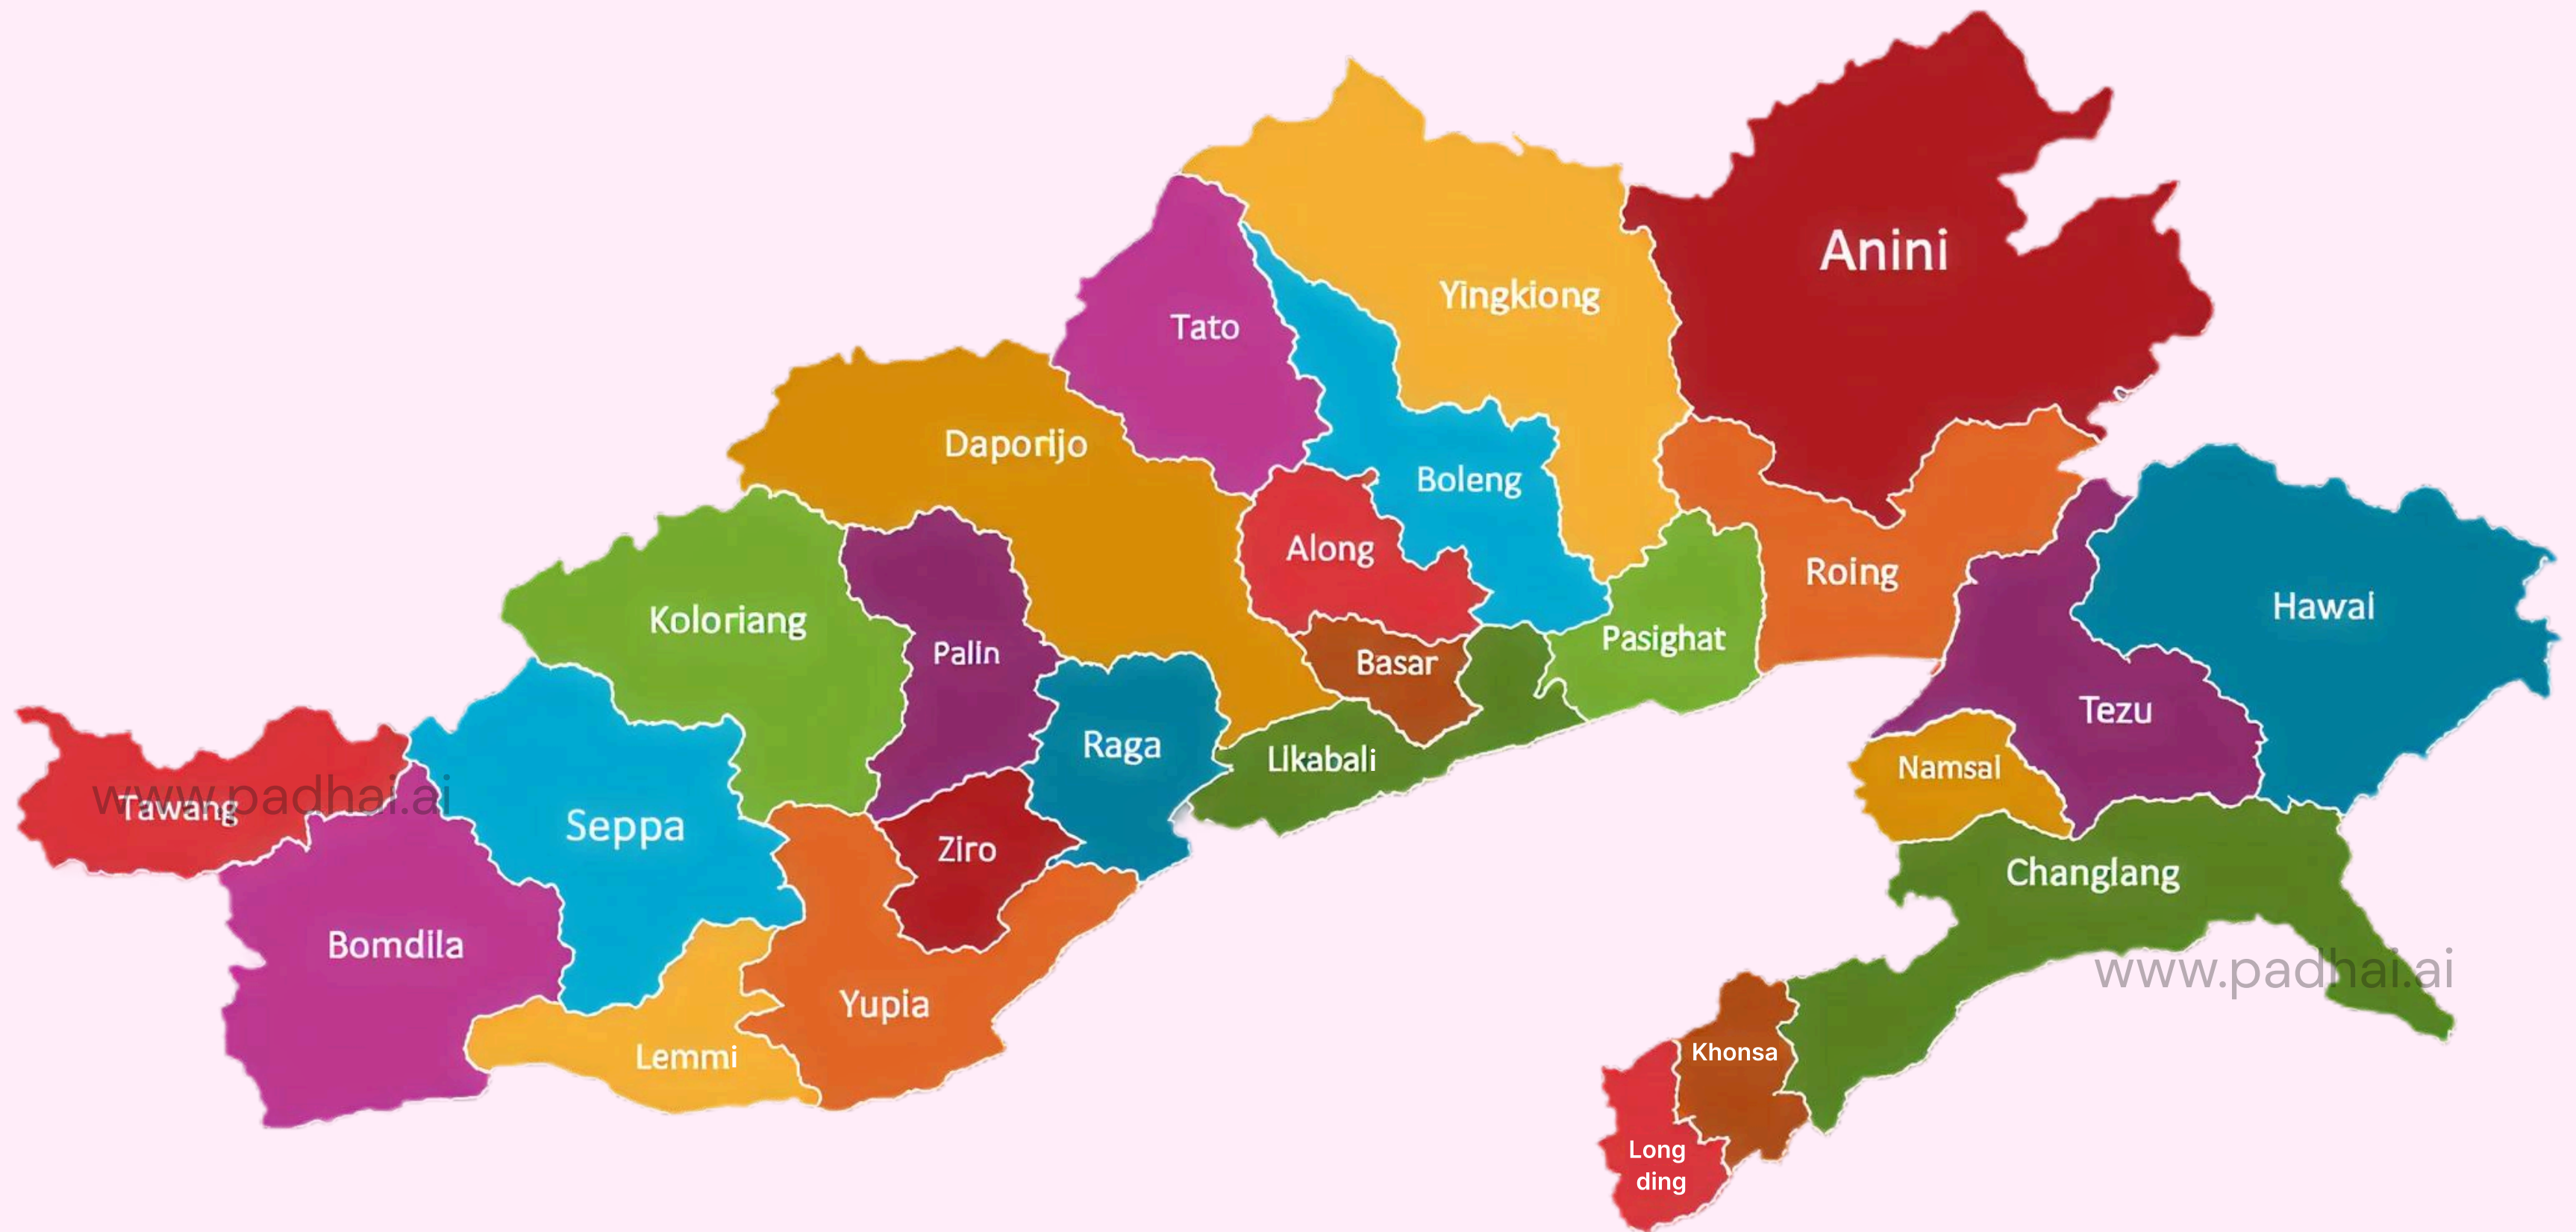 Anini
Yingkiong
Tato
Daporijo
Boleng
Along
Roing
Hawai
Koloriang
Palin
Pasighat
Basar
Tezu
Raga
Likabali
Namsai
www.padhai.ai
Tawang
Seppa
Ziro
Changlang
Bomdila
www.padhai.ai
Yupia
Lemmi
Khonsa
Long
ding